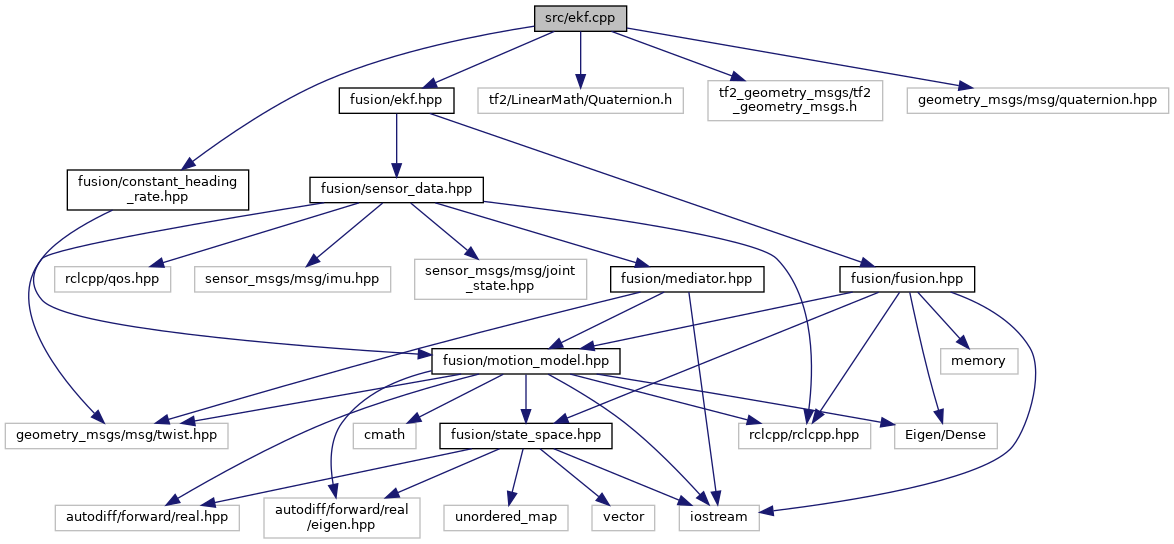 src/ekf.cpp
fusion/ekf.hpp
tf2/LinearMath/Quaternion.h
tf2_geometry_msgs/tf2
_geometry_msgs.h
geometry_msgs/msg/quaternion.hpp
fusion/constant_heading
_rate.hpp
fusion/sensor_data.hpp
rclcpp/qos.hpp
sensor_msgs/msg/imu.hpp
sensor_msgs/msg/joint
_state.hpp
fusion/mediator.hpp
fusion/fusion.hpp
fusion/motion_model.hpp
memory
geometry_msgs/msg/twist.hpp
cmath
fusion/state_space.hpp
rclcpp/rclcpp.hpp
Eigen/Dense
autodiff/forward/real.hpp
autodiff/forward/real
/eigen.hpp
unordered_map
vector
iostream